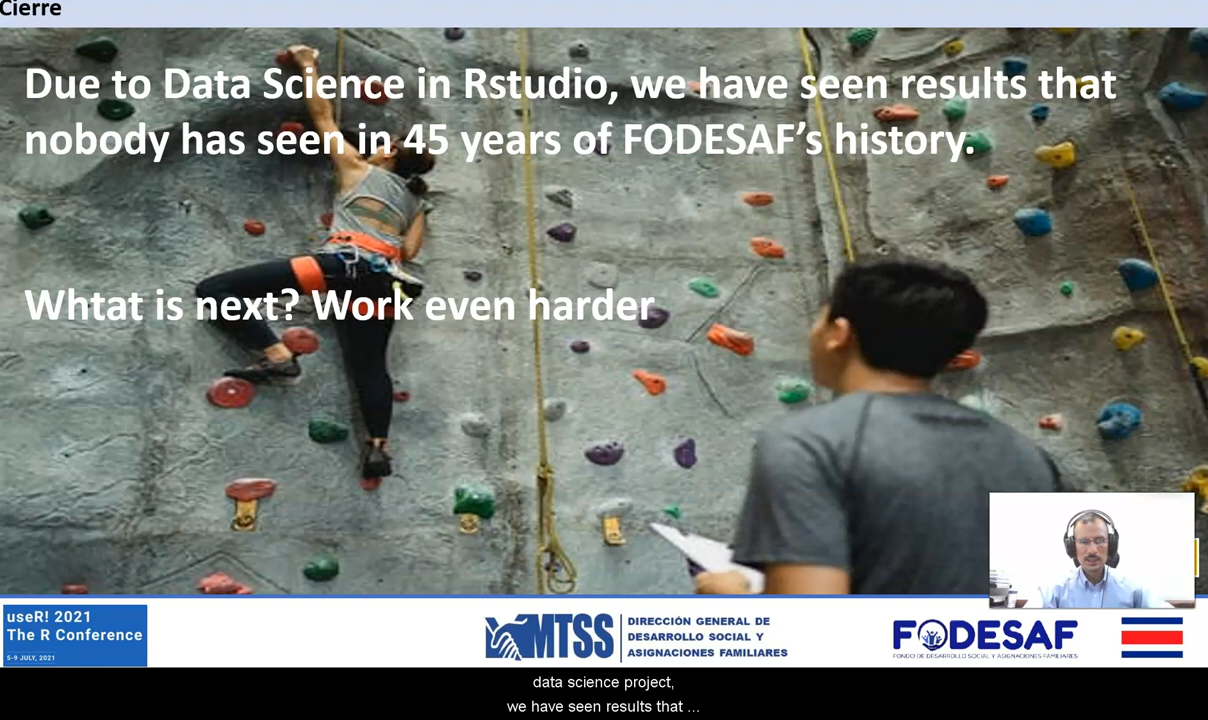 Cierre
Due to Data Science in Rstudio, we have seen results that
nobody has seen in 45 years of FODESAF’s history.
Whtat is next? Work even harder
useR! 2021
The R Conference
5-9 JULY, 2021
MTSS
DIRECCIÓN GENERAL DE
DESARROLLO SOCIAL Y
ASIGNACIONES FAMILIARES
FODESAF
FONDO DE DESARROLLO SOCIAL Y ASIGNACIONES FAMILIARES
data science project,
we have seen results that ...